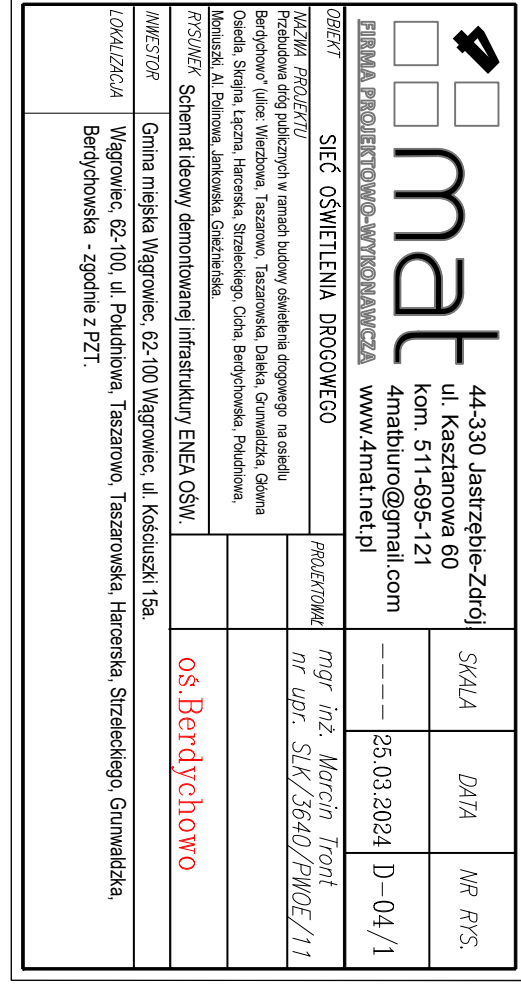 4mat
FIRMA PROJEKTOWO-WYKONAWCZA
44-330 Jastrzębie-Zdrój,
ul. Kasztanowa 60
kom. 511-695-121
4matbiuro@gmail.com
www.4mat.net.pl
SKALA
DATA
NR RYS.
----
25.03.2024
D-04/1
OBIEKT
SIEĆ OŚWIETLENIA DROGOWEGO
PROJEKTOWAŁ
mgr inż. Marcin Tront
nr upr. SLK/3640/PWOE/11
NAZWA PROJEKTU
Przebudowa dróg publicznych w ramach budowy oświetlenia drogowego na osiedlu
Berdychowo" (ulice: Wierzbowa, Taszarowo, Taszarowska, Daleka, Grunwaldzka, Główna
Osiedla, Skrajna, Łączna, Harcerska, Strzeleckiego, Cicha, Berdychowska, Południowa,
Moniuszki, Al. Polinowa, Jankowska, Gnieźnieńska.
RYSUNEK
Schemat ideowy demontowanej infrastruktury ENEA OŚW.
oś.Berdychowo
INWESTOR
Gmina miejska Wągrowiec, 62-100 Wągrowiec, ul. Kościuszki 15a.
LOKALIZACJA
Wągrowiec, 62-100, ul. Południowa, Taszarowo, Taszarowska, Harcerska, Strzeleckiego, Grunwaldzka,
Berdychowska - zgodnie z PZT.